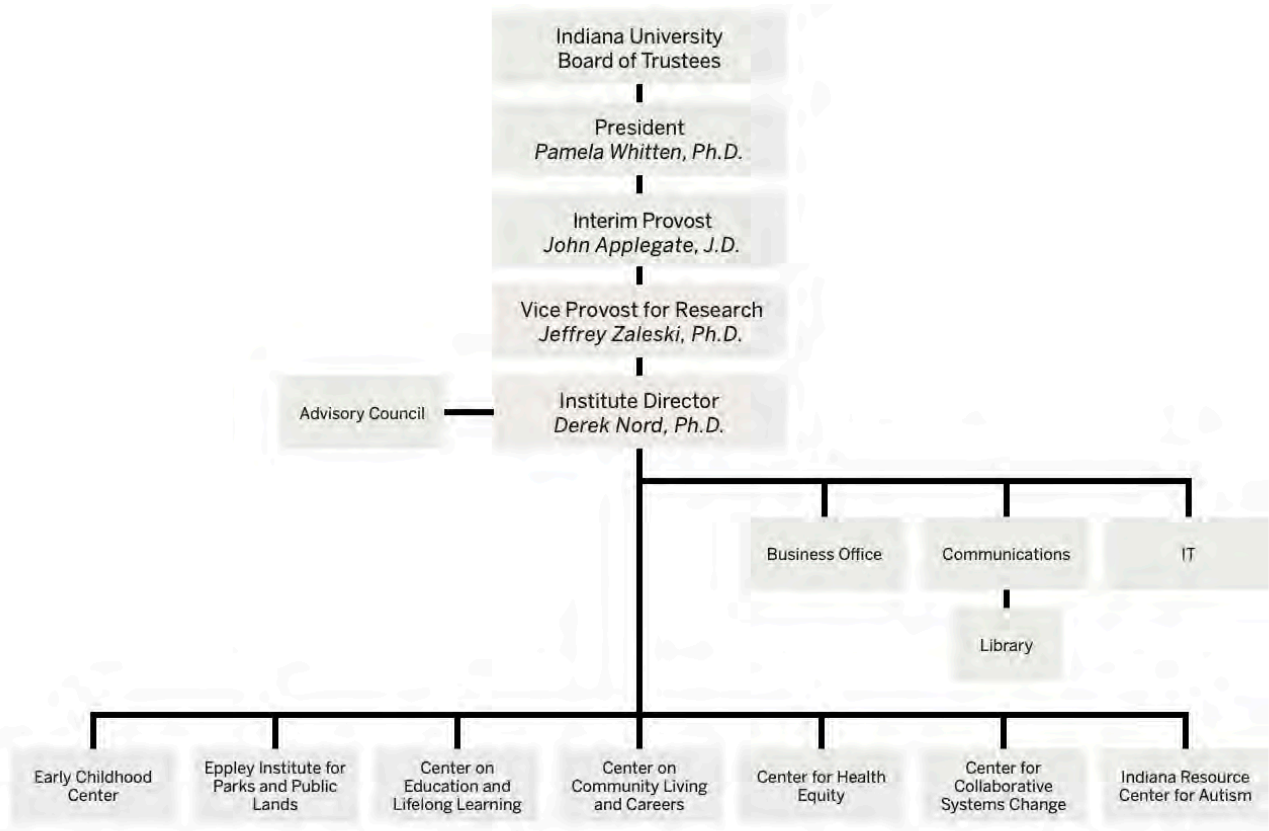 Indiana University
Board of Trustees
President
Pamela Whitten, Ph.D.
Interim Provost
John Applegate, J.D.
Vice Provost for Research
Jeffrey Zaleski, Ph.D.
Advisory Council
Institute Director
Derek Nord, Ph.D.
Business Office
Communications
IT
Library
Early Childhood
Center
Eppley Institute for
Parks and Public
Lands
Center on
Education and
Lifelong Learning
Center on
Community Living
and Careers
Center for Health
Equity
Center for
Collaborative
Systems Change
Indiana Resource
Center for Autism